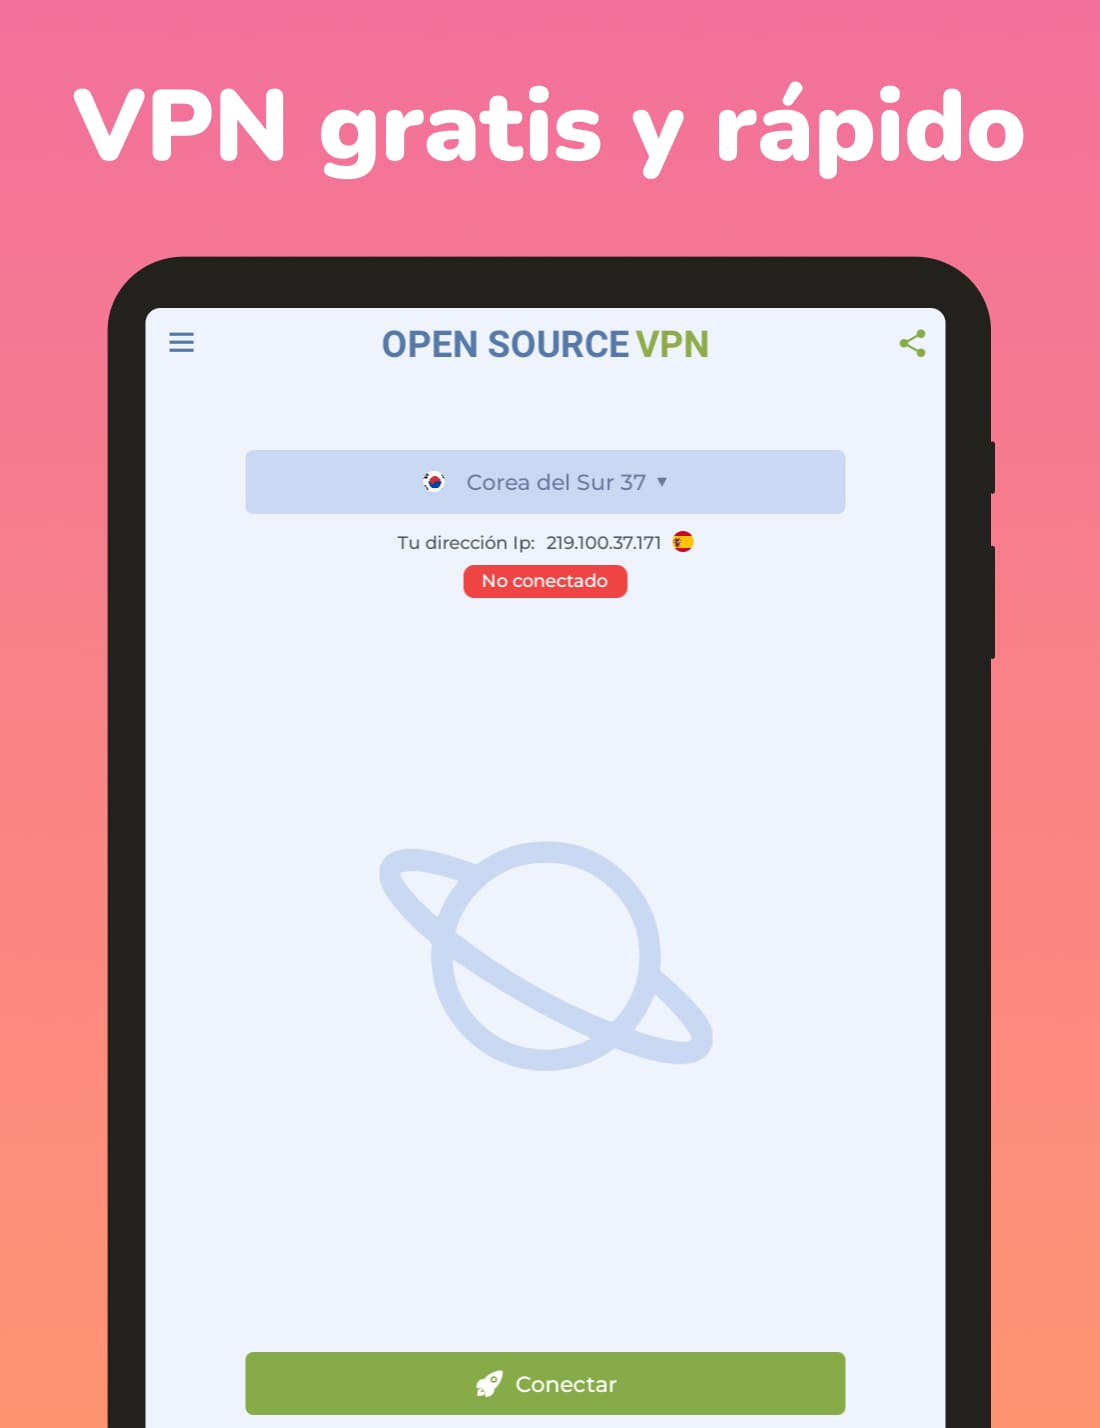 VPN gratis y rápido
OPEN SOURCE VPN
Corea del Sur 37
Tu dirección Ip: 219.100.37.171
No conectado
Conectar